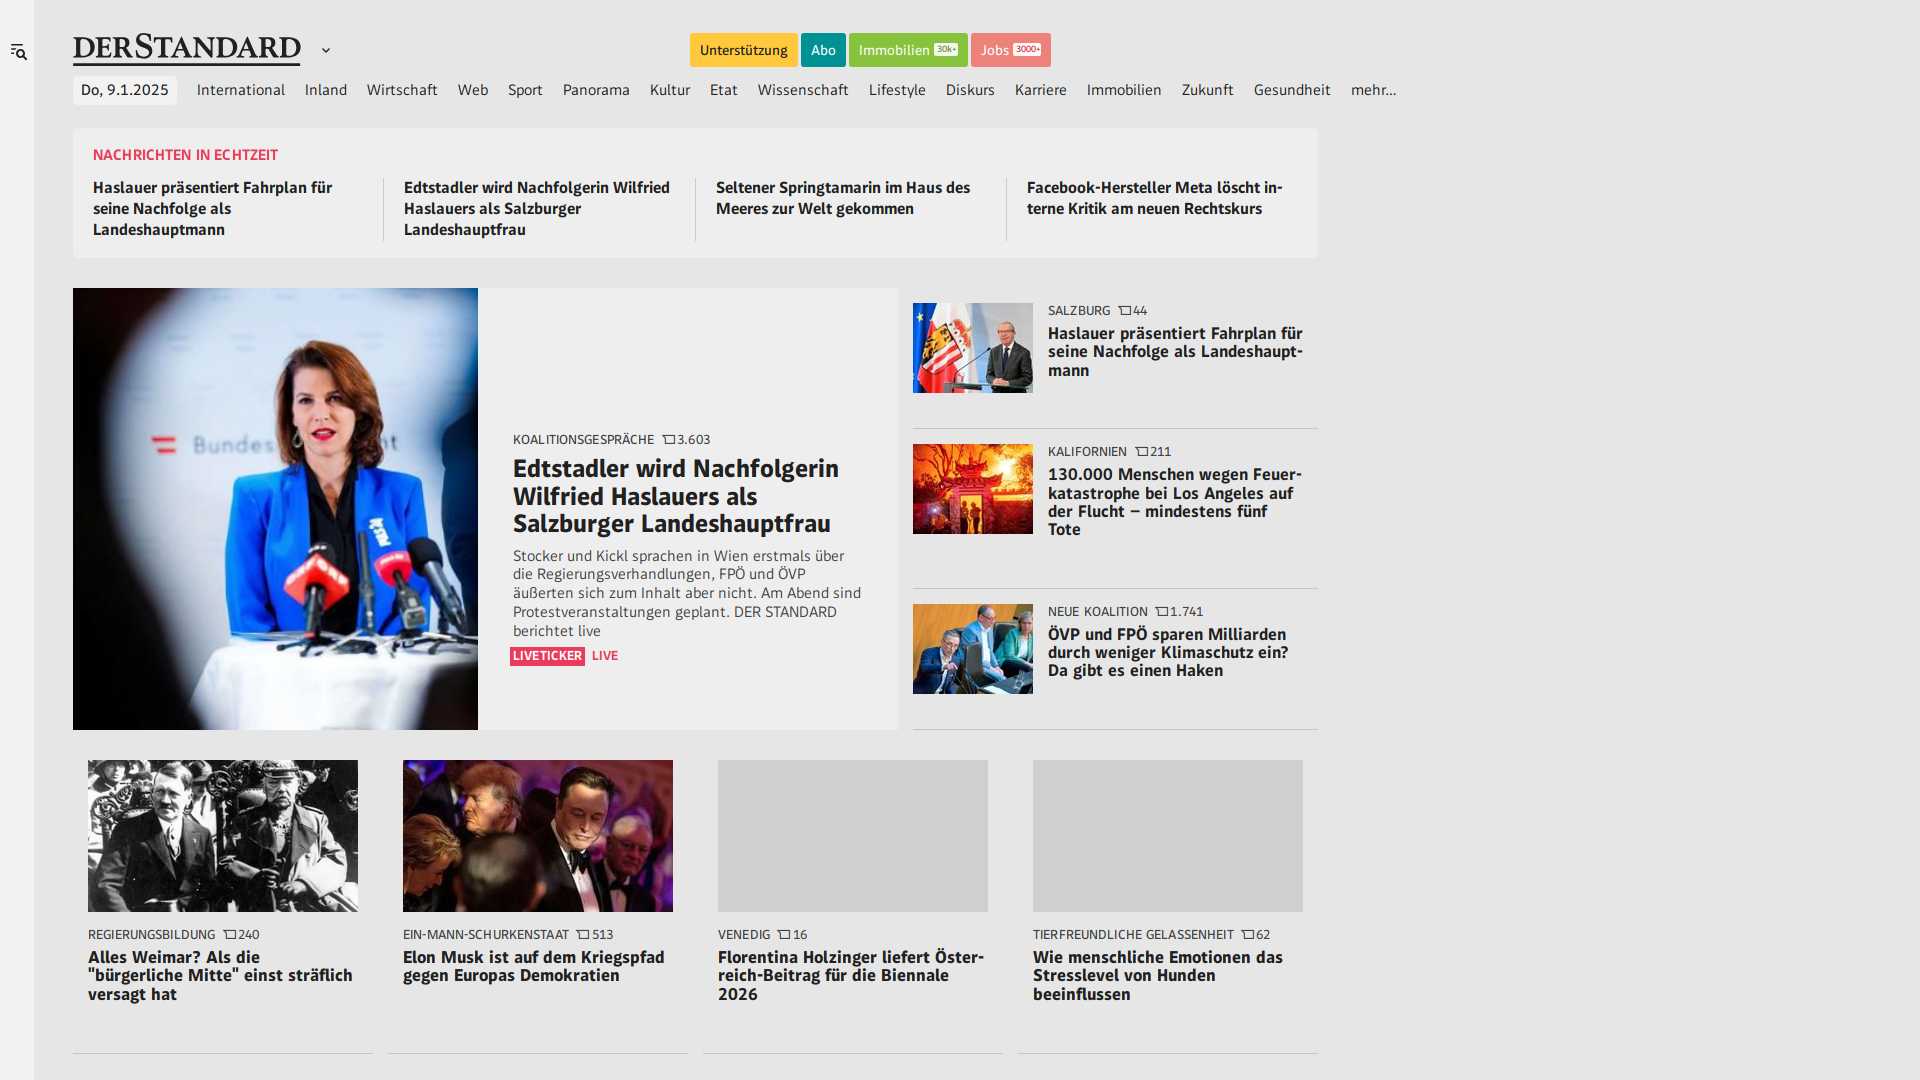 DERSTANDARD
Unterstützung
Abo
Immobilien 30k+
Jobs 3000+
Do, 9.1.2025
International
Inland
Wirtschaft
Web
Sport
Panorama
Kultur
Etat
Wissenschaft
Lifestyle
Diskurs
Karriere
Immobilien
Zukunft
Gesundheit
mehr...
NACHRICHTEN IN ECHTZEIT
Haslauer präsentiert Fahrplan für
seine Nachfolge als
Landeshauptmann
Edtstadler wird Nachfolgerin Wilfried
Haslauers als Salzburger
Landeshauptfrau
Seltener Springtamarin im Haus des
Meeres zur Welt gekommen
Facebook-Hersteller Meta löscht in-
terne Kritik am neuen Rechtskurs
Bundes
KOALITIONSGESPRÄCHE 3.603
Edtstadler wird Nachfolgerin
Wilfried Haslauers als
Salzburger Landeshauptfrau
Stocker und Kickl sprachen in Wien erstmals über
die Regierungsverhandlungen, FPÖ und ÖVP
äußerten sich zum Inhalt aber nicht. Am Abend sind
Protestveranstaltungen geplant. DER STANDARD
berichtet live
LIVETICKER LIVE
SALZBURG 44
Haslauer präsentiert Fahrplan für
seine Nachfolge als Landeshaupt-
mann
KALIFORNIEN 211
130.000 Menschen wegen Feuer-
katastrophe bei Los Angeles auf
der Flucht – mindestens fünf
Tote
NEUE KOALITION 1.741
ÖVP und FPÖ sparen Milliarden
durch weniger Klimaschutz ein?
Da gibt es einen Haken
REGIERUNGSBILDUNG 240
Alles Weimar? Als die
"bürgerliche Mitte" einst sträflich
versagt hat
EIN-MANN-SCHURKENSTAAT 513
Elon Musk ist auf dem Kriegspfad
gegen Europas Demokratien
VENEDIG 16
Florentina Holzinger liefert Öster-
reich-Beitrag für die Biennale
2026
TIERFREUNDLICHE GELASSENHEIT 62
Wie menschliche Emotionen das
Stresslevel von Hunden
beeinflussen